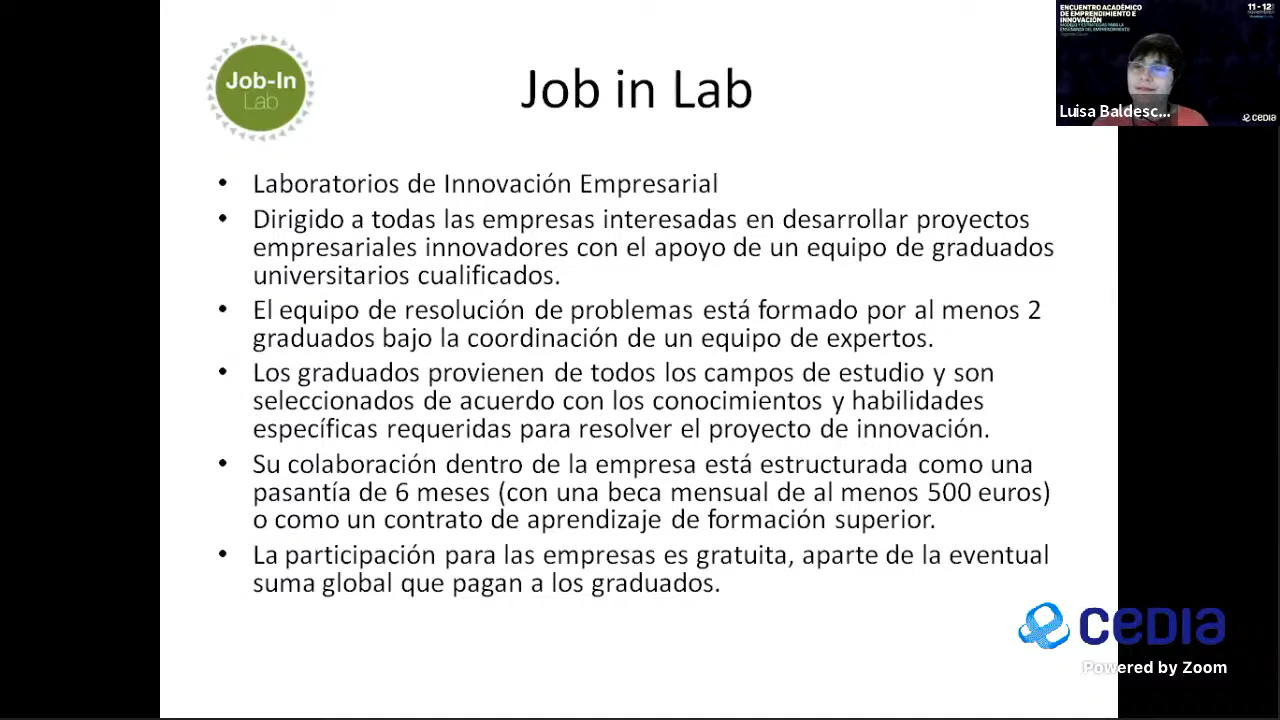 Job-In
Lab
Job in Lab
ENCUENTRO ACADÉMICO
DE EMPRENDIMIENTO E
INNOVACIÓN
11 - 12
Luisa Baldesc...
CEDIA
• Laboratorios de Innovación Empresarial
• Dirigido a todas las empresas interesadas en desarrollar proyectos
empresariales innovadores con el apoyo de un equipo de graduados
universitarios cualificados.
• El equipo de resolución de problemas está formado por al menos 2
graduados bajo la coordinación de un equipo de expertos.
• Los graduados provienen de todos los campos de estudio y son
seleccionados de acuerdo con los conocimientos y habilidades
específicas requeridas para resolver el proyecto de innovación.
• Su colaboración dentro de la empresa está estructurada como una
pasantía de 6 meses (con una beca mensual de al menos 500 euros)
o como un contrato de aprendizaje de formación superior.
• La participación para las empresas es gratuita, aparte de la eventual
suma global que pagan a los graduados.
CEDIA
Powered by Zoom